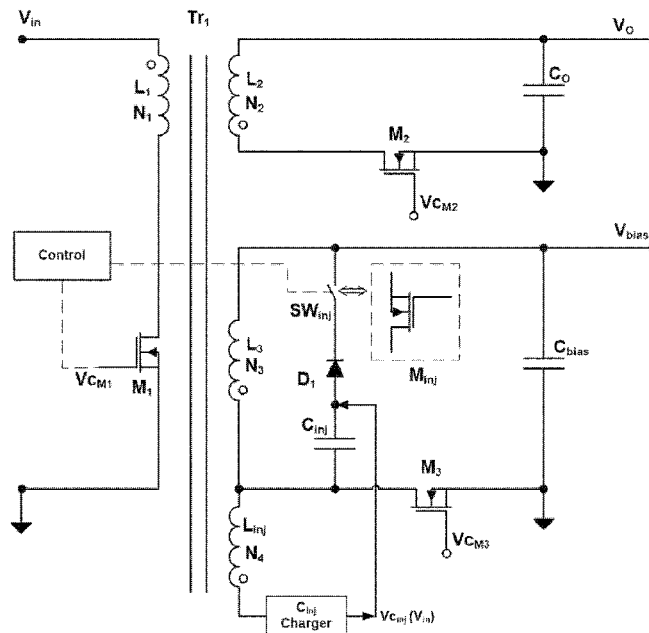 Vin
Tr1
VO
L1
N1
L2
N2
CO
M2
VCM2
Control
Vbias
SWinj
Minj
L3
N3
D1
Cbias
VCM1
M1
Cinj
M3
VCM3
Linj
N4
Cinj
Charger
VCinj (Vin)